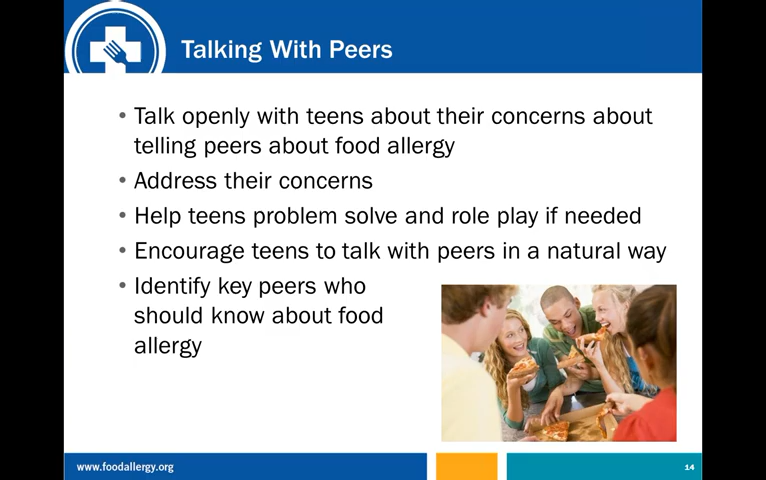 Talking With Peers
• Talk openly with teens about their concerns about
telling peers about food allergy
• Address their concerns
• Help teens problem solve and role play if needed
• Encourage teens to talk with peers in a natural way
• Identify key peers who
should know about food
allergy
www.foodallergy.org
14